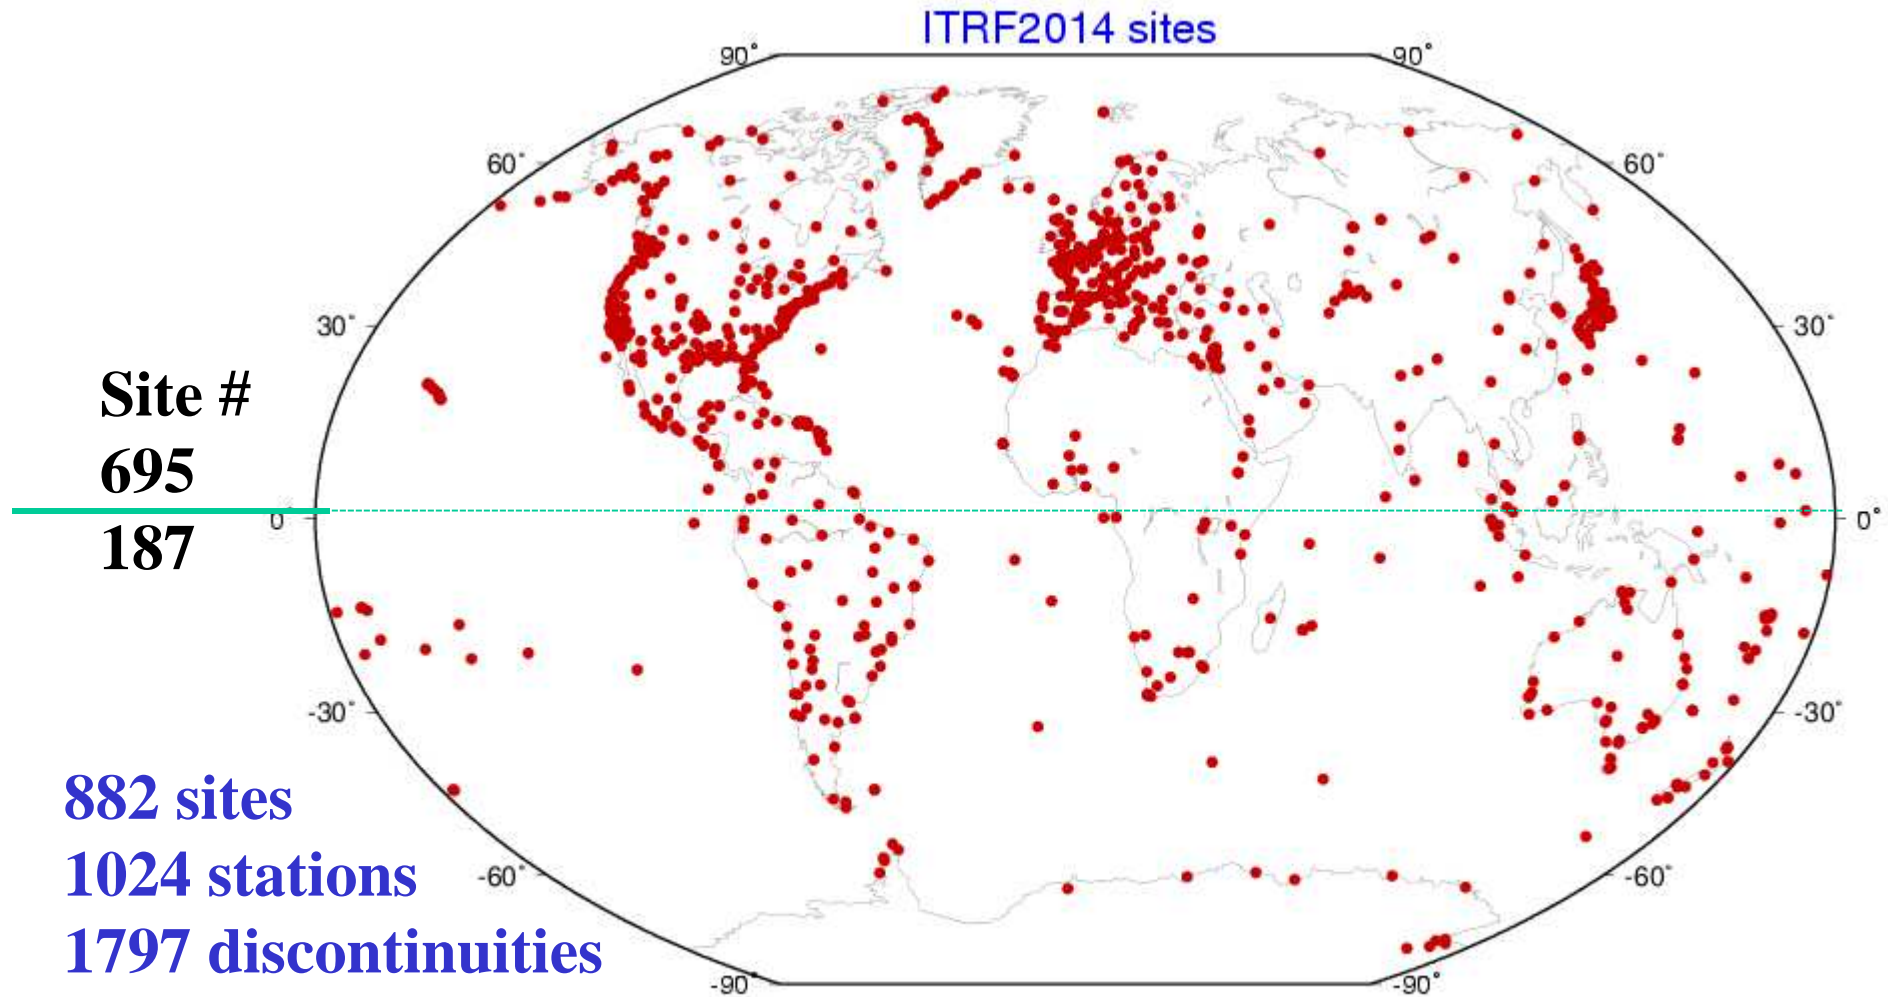 ITRF2014 sites
90° 90°
60° 60°
30° 30°
Site #
695
0° 0°
187
-30° -30°
882 sites
1024 stations
-60° -60°
1797 discontinuities
-90° -90°